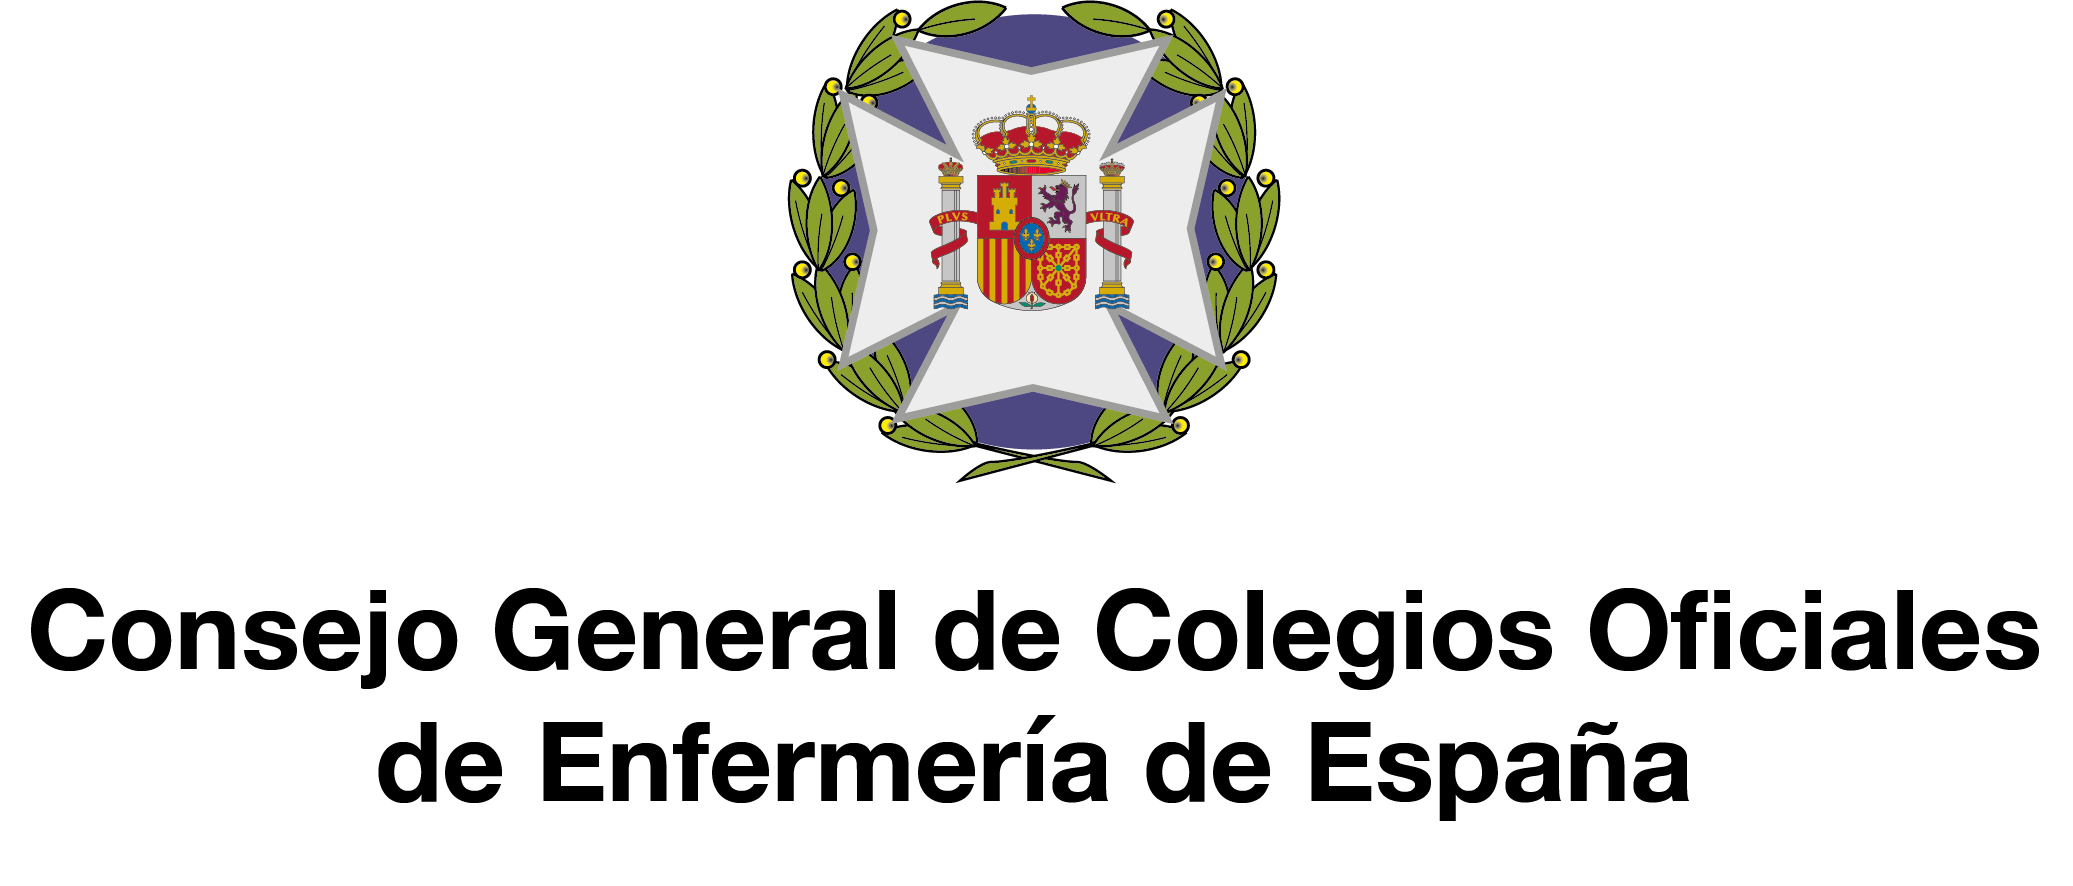 PLVS VLTRA
Consejo General de Colegios Oficiales
de Enfermería de España